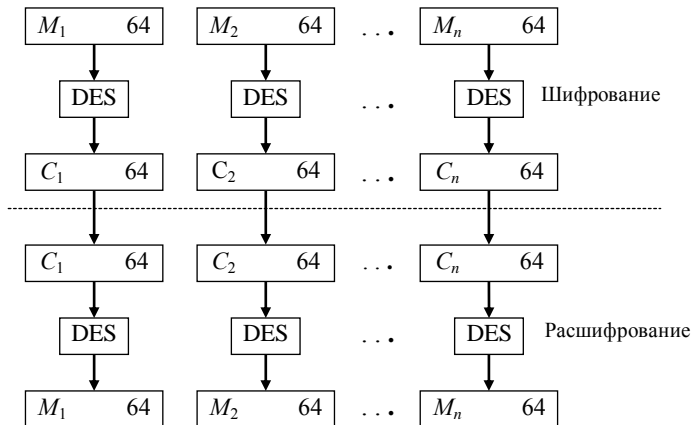 M₁ 64 M₂ 64 . . . Mₙ 64
DES DES . . . DES Шифрование
C₁ 64 C₂ 64 . . . Cₙ 64
C₁ 64 C₂ 64 . . . Cₙ 64
DES DES . . . DES Расшифрование
M₁ 64 M₂ 64 . . . Mₙ 64